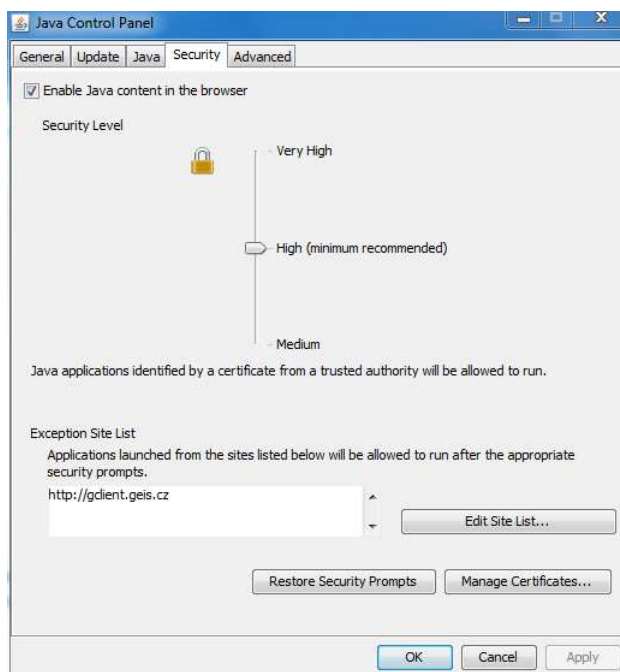 Java Control Panel
General Update Java Security Advanced
Enable Java content in the browser
Security Level
Very High
High (minimum recommended)
Medium
Java applications identified by a certificate from a trusted authority will be allowed to run.
Exception Site List
Applications launched from the sites listed below will be allowed to run after the appropriate
security prompts.
http://gclient.geis.cz
Edit Site List...
Restore Security Prompts Manage Certificates...
OK Cancel Apply